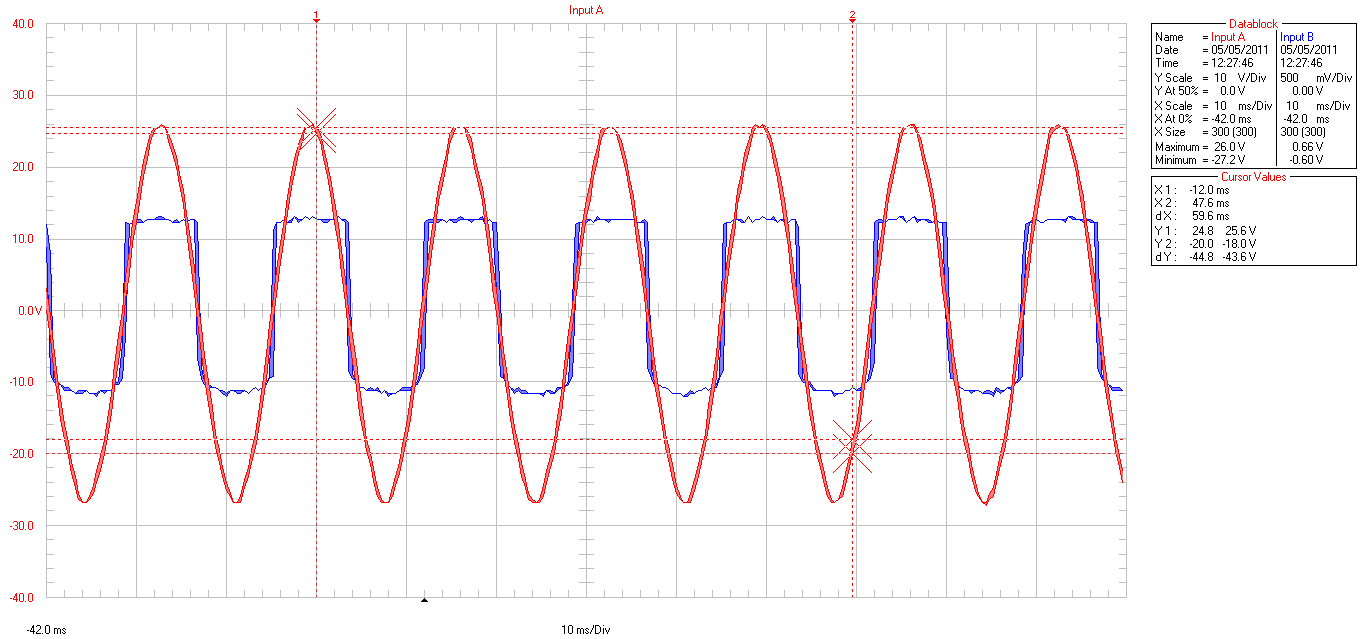 Input A
1 2
40.0
30.0
20.0
10.0
0.0V
-10.0
-20.0
-30.0
-40.0
-42.0 ms
10 ms/Div
Datablock
Name = Input A Input B
Date = 05/05/2011 05/05/2011
Time = 12:27:46 12:27:46
Y Scale = 10 V/Div 500 mV/Div
Y At 50% = 0.0 V 0.00 V
X Scale = 10 ms/Div 10 ms/Div
X At 0% = -42.0 ms -42.0 ms
X Size = 300 (300) 300 (300)
Maximum = 26.0 V 0.66 V
Minimum = -27.2 V -0.60 V
Cursor Values
X1: -12.0 ms
X2: 47.6 ms
dX: 59.6 ms
Y1: 24.8 25.6 V
Y2: -20.0 -18.0 V
dY: -44.8 -43.6 V